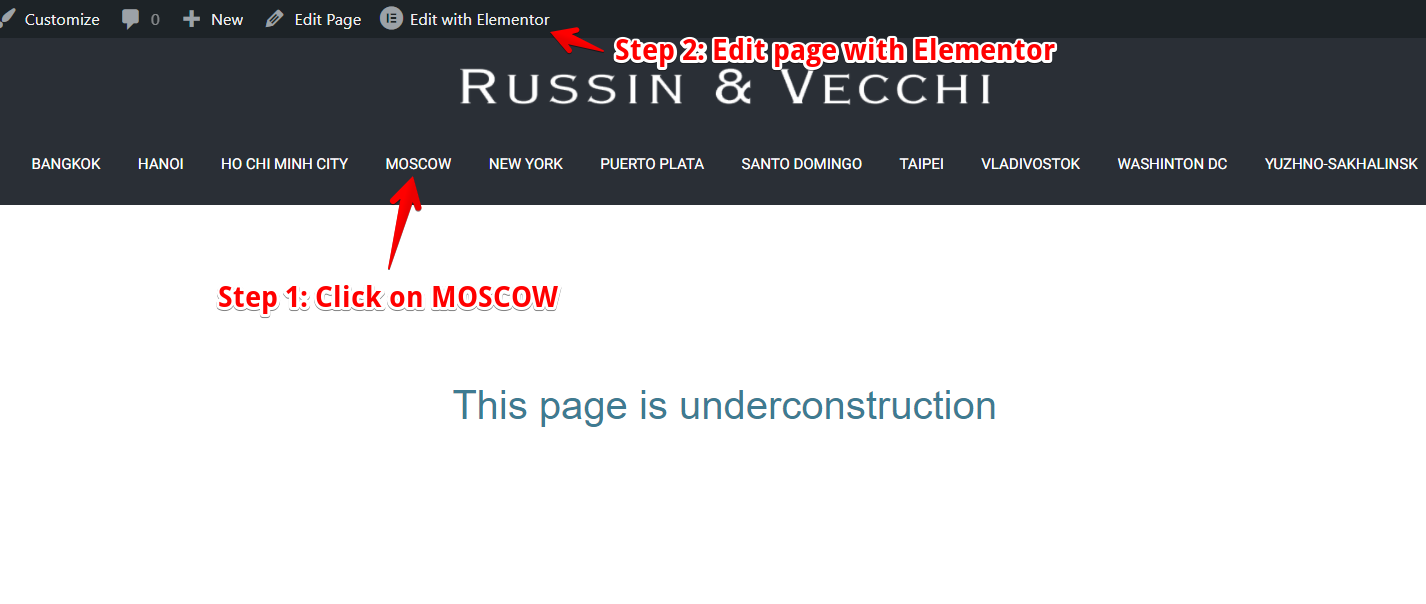 Customize 0 New Edit Page Edit with Elementor
Step 2: Edit page with Elementor
RUSSIN & VECCHI
BANGKOK HANOI HO CHI MINH CITY MOSCOW NEW YORK PUERTO PLATA SANTO DOMINGO TAIPEI VLADIVOSTOK WASHINTON DC YUZHNO-SAKHALINSK
Step 1: Click on MOSCOW
This page is underconstruction